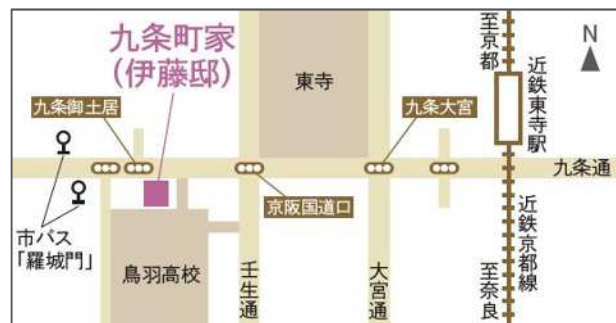 九条町家
(伊藤邸)
東寺
至京都
近鉄東寺駅
N
九条御土居
九条大宮
九条通
京阪国道口
市バス
「羅城門」
鳥羽高校
壬生通
大宮通
近鉄京都線
至奈良